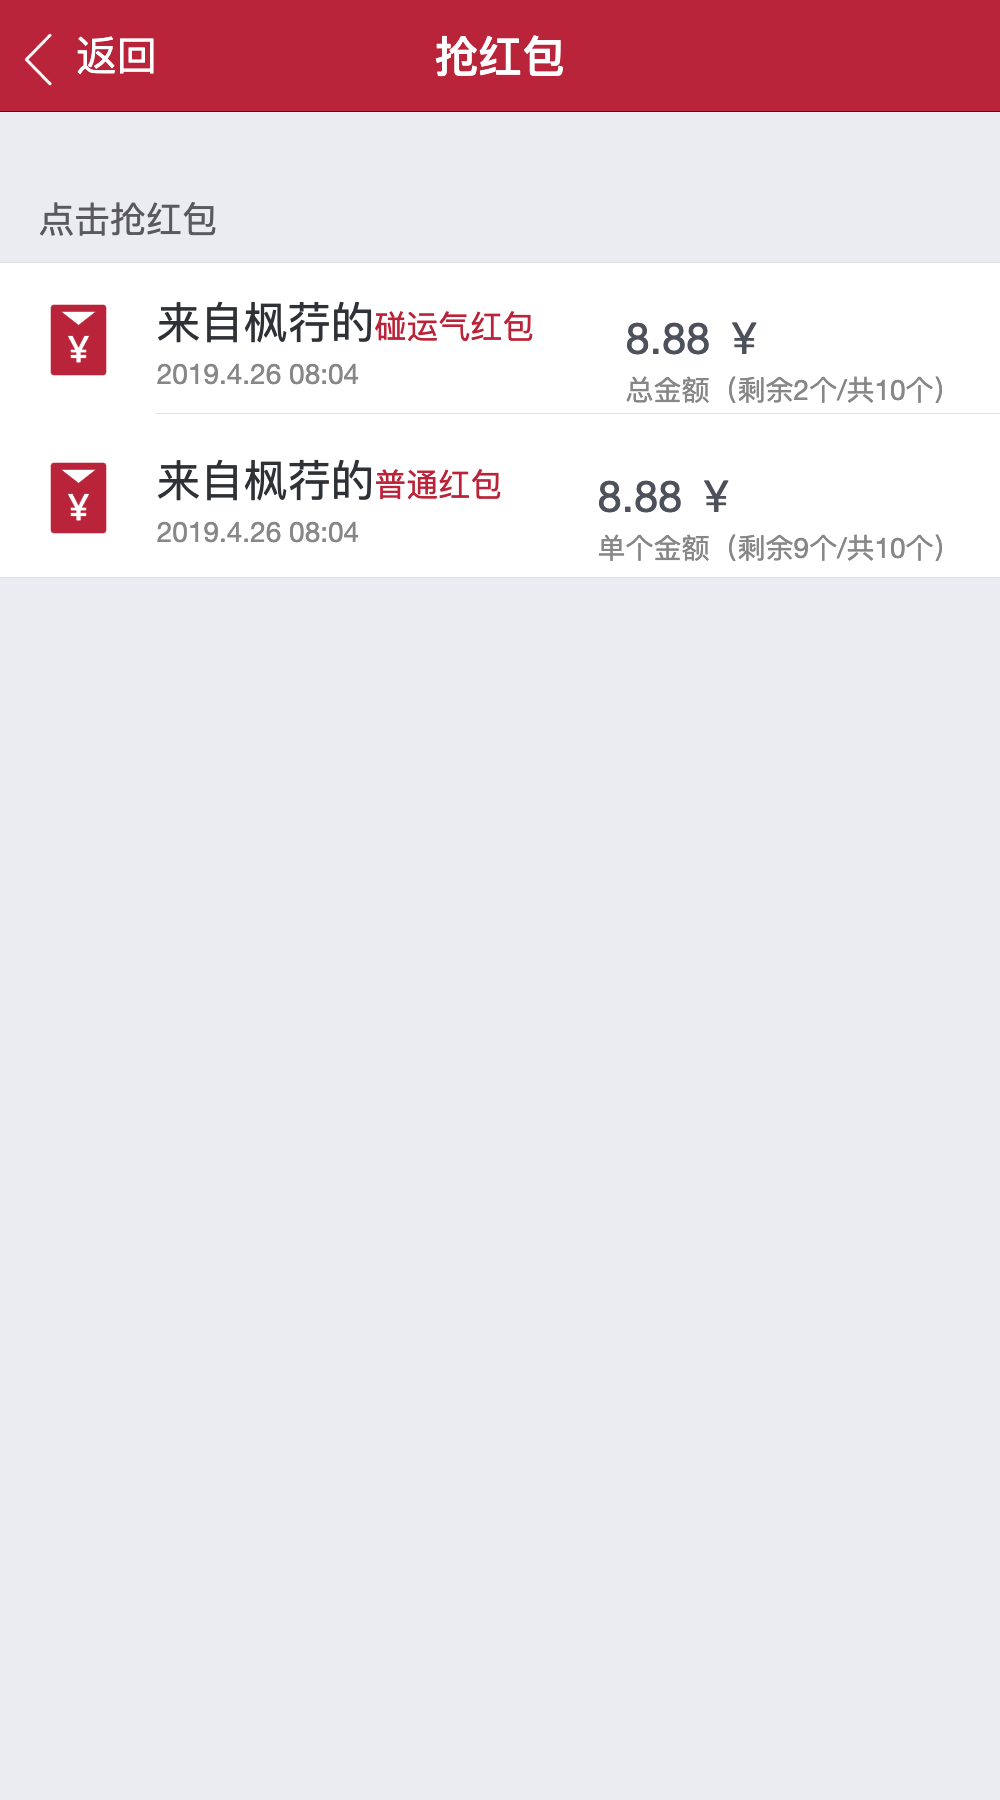 返回
抢红包
点击抢红包
¥
来自枫荇的碰运气红包
8.88 ¥
2019.4.26 08:04
总金额（剩余2个/共10个）
¥
来自枫荇的普通红包
8.88 ¥
2019.4.26 08:04
单个金额（剩余9个/共10个）